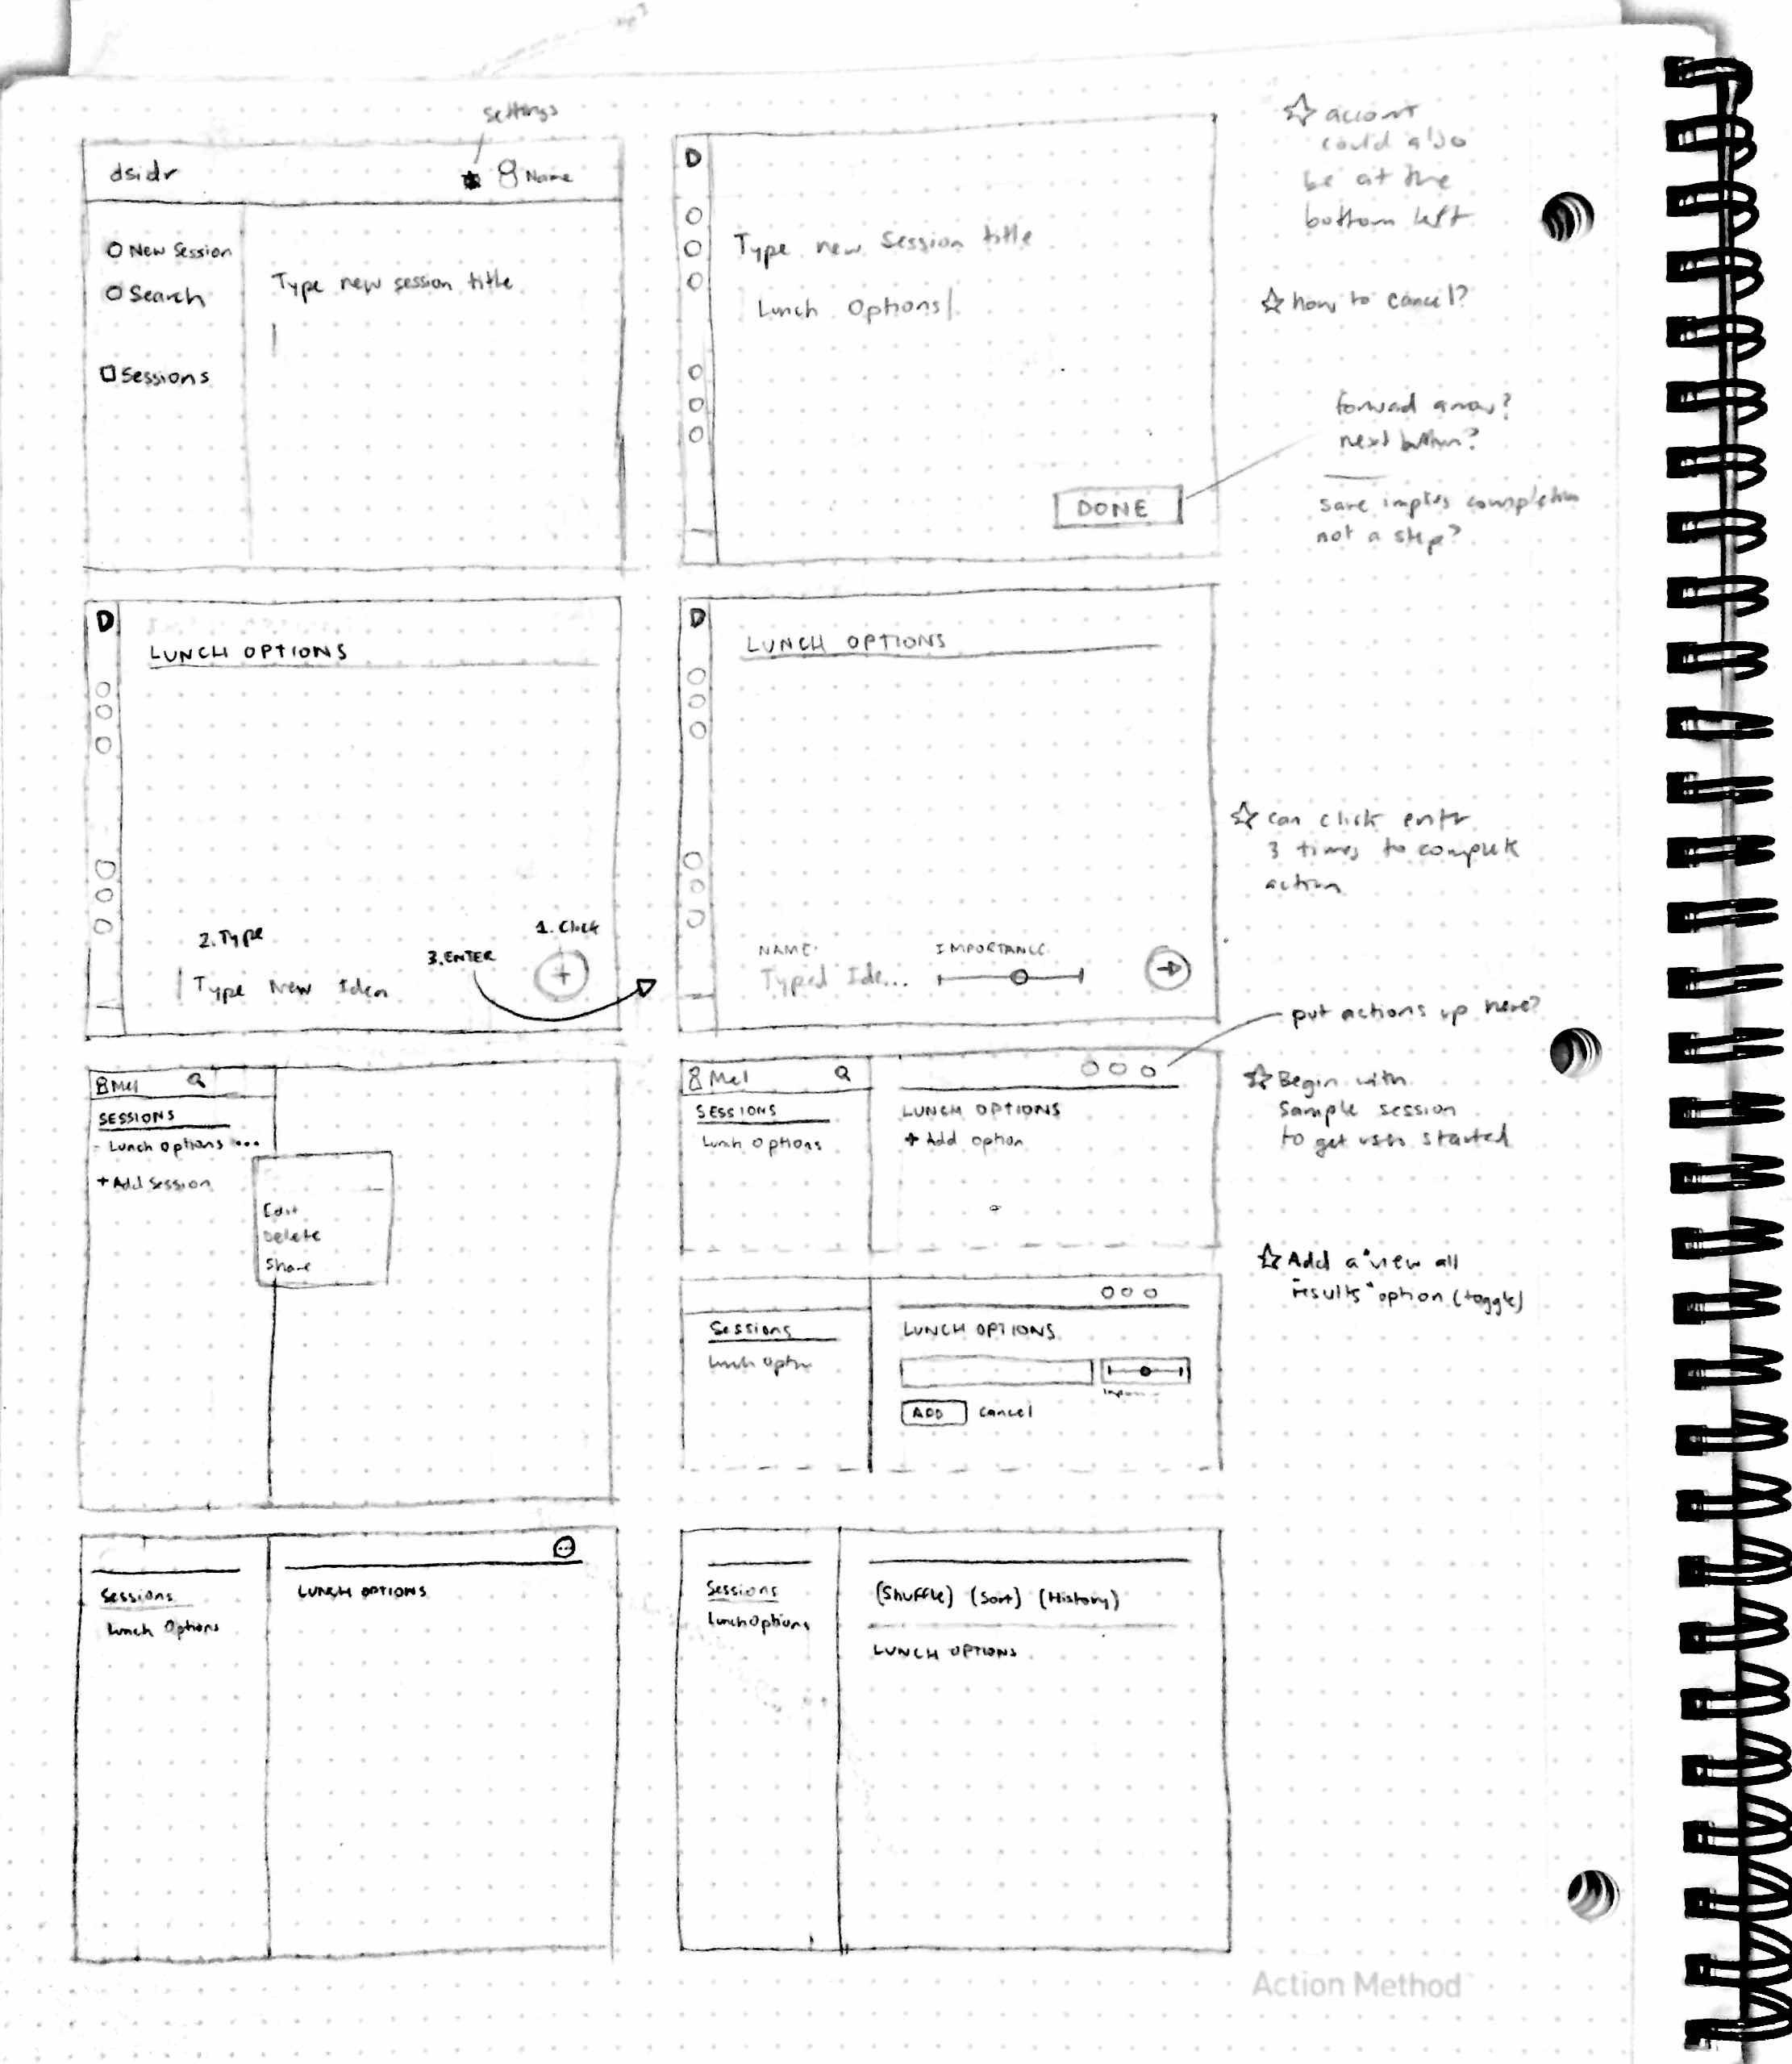 settings
dsidr
Name
O New Session
O Search
Sessions
Type new session title
D
Type new Session title
Lunch Options|
DONE
☆ account
could also
be at the
bottom left
☆ how to cancel?
forward arrow?
next button?
save implies completion
not a step?
D
LUNCH OPTIONS
2. Type
1. Click
3. ENTER
+
Type New Idea
D
LUNCH OPTIONS
NAME
IMPORTANCE
Typed Ide...
☆ can click entr
3 times to complete
action
put actions up here?
Mel
SESSIONS
- Lunch Options ...
+ Add Session
Edit
Delete
Share
Mel
SESSIONS
Lunch Options
LUNCH OPTIONS
+ Add option
☆ Begin with
Sample session
to get user started
Sessions
LUNCH OPTIONS
ADD
Cancel
☆ Add a "view all
results" option (toggle)
Sessions
Lunch Options
LUNCH OPTIONS
Sessions
Lunch Options
(Shuffle) (Sort) (History)
LUNCH OPTIONS
Action Method